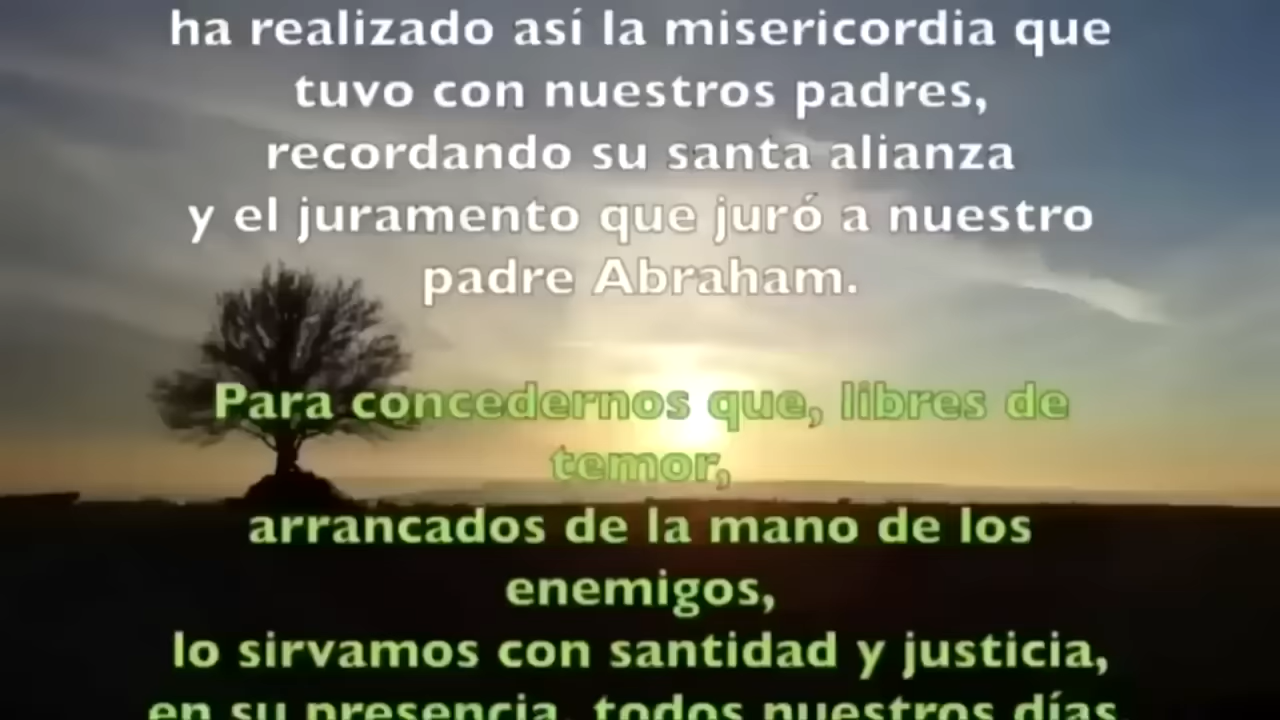 ha realizado así la misericordia que
tuvo con nuestros padres,
recordando su santa alianza
y el juramento que juró a nuestro
padre Abraham.
Para concedernos que, libres de
temor,
arrancados de la mano de los
enemigos,
lo sirvamos con santidad y justicia,
en su presencia, todos nuestros días